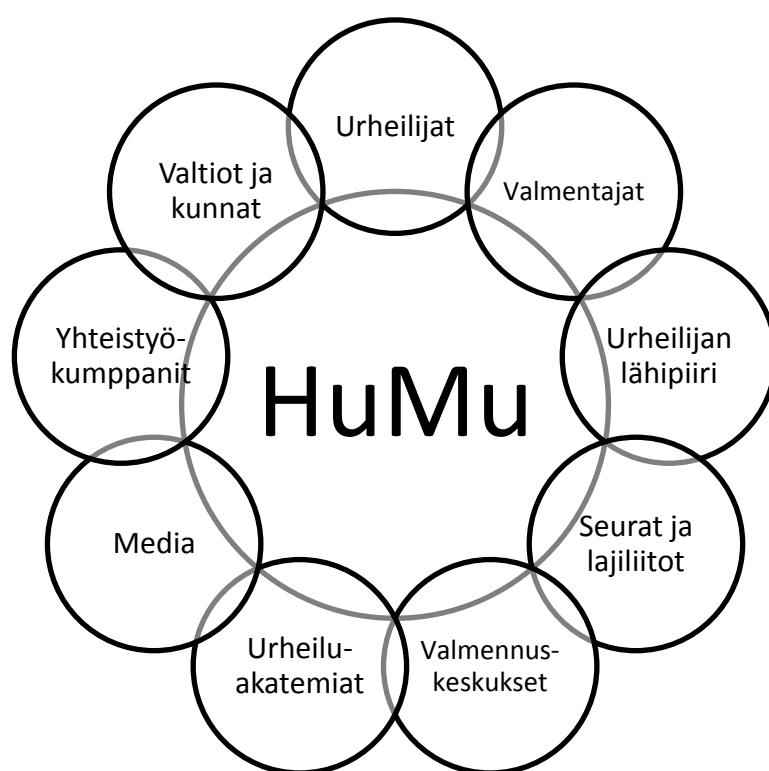 Urheilijat
Valmentajat
Urheilijan
lähipiiri
Seurat ja
lajiliitot
Valmennus-
keskukset
Urheilu-
akatemiat
Media
Yhteistyö-
kumppanit
Valtiot ja
kunnat
HuMu